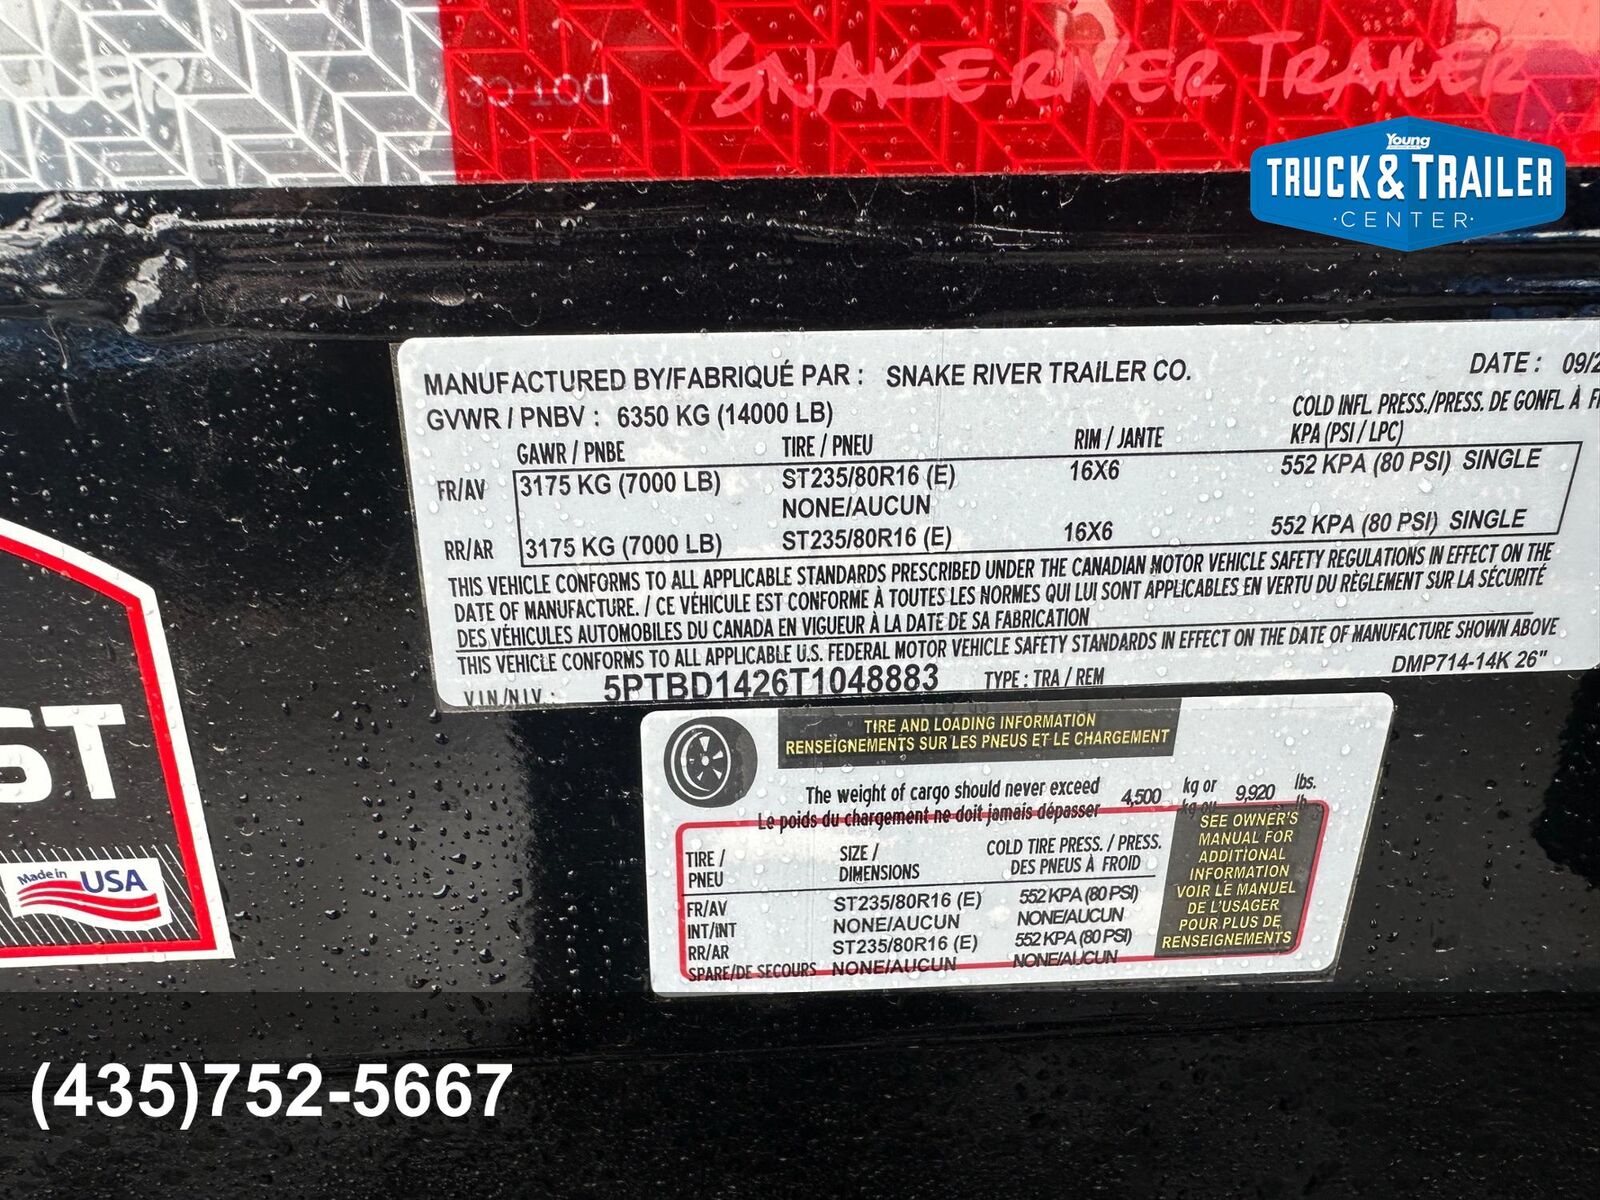 DOT C2
SNAKE RIVER TRAILER
Young
TRUCK & TRAILER
·CENTER·
MANUFACTURED BY/FABRIQUÉ PAR : SNAKE RIVER TRAILER CO. DATE : 09/2
GVWR / PNBV : 6350 KG (14000 LB) COLD INFL. PRESS./PRESS. DE GONFL. À
GAWR / PNBE TIRE / PNEU RIM / JANTE KPA (PSI / LPC)
FR/AV 3175 KG (7000 LB) ST235/80R16 (E) 16X6 552 KPA (80 PSI) SINGLE
NONE/AUCUN
RR/AR 3175 KG (7000 LB) ST235/80R16 (E) 16X6 552 KPA (80 PSI) SINGLE
THIS VEHICLE CONFORMS TO ALL APPLICABLE STANDARDS PRESCRIBED UNDER THE CANADIAN MOTOR VEHICLE SAFETY REGULATIONS IN EFFECT ON THE
DATE OF MANUFACTURE. / CE VÉHICULE EST CONFORME À TOUTES LES NORMES QUI LUI SONT APPLICABLES EN VERTU DU RÈGLEMENT SUR LA SÉCURITÉ
DES VÉHICULES AUTOMOBILES DU CANADA EN VIGUEUR À LA DATE DE SA FABRICATION
THIS VEHICLE CONFORMS TO ALL APPLICABLE U.S. FEDERAL MOTOR VEHICLE SAFETY STANDARDS IN EFFECT ON THE DATE OF MANUFACTURE SHOWN ABOVE
V.I.N./N.I.V.: 5PTBD1426T1048883 TYPE : TRA / REM DMP714-14K 26"
TIRE AND LOADING INFORMATION
RENSEIGNEMENTS SUR LES PNEUS ET LE CHARGEMENT
The weight of cargo should never exceed 4,500 kg or 9,920 lbs.
Le poids du chargement ne doit jamais dépasser kg ou lb
TIRE / SIZE / COLD TIRE PRESS. / PRESS.
PNEU DIMENSIONS DES PNEUS À FROID
FR/AV ST235/80R16 (E) 552 KPA (80 PSI)
INT/INT NONE/AUCUN NONE/AUCUN
RR/AR ST235/80R16 (E) 552 KPA (80 PSI)
SPARE/DE SECOURS NONE/AUCUN NONE/AUCUN
SEE OWNER'S
MANUAL FOR
ADDITIONAL
INFORMATION
VOIR LE MANUEL
DE L'USAGER
POUR PLUS DE
RENSEIGNEMENTS
ST
Made in USA
(435)752-5667